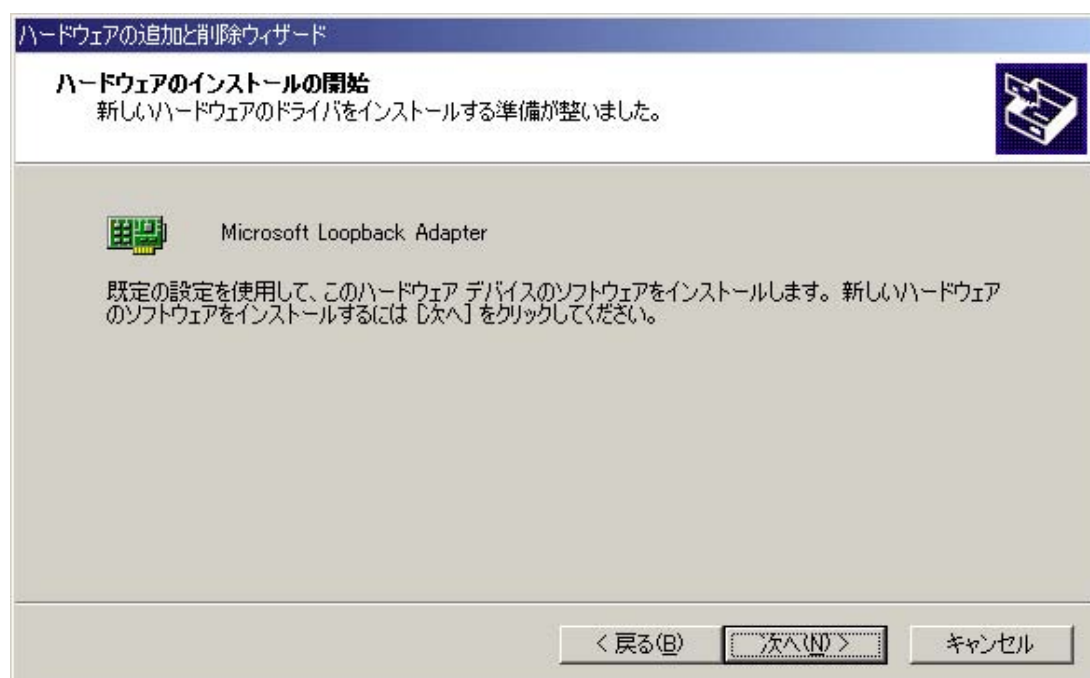 ハードウェアの追加と削除ウィザード
ハードウェアのインストールの開始
新しいハードウェアのドライバをインストールする準備が整いました。
Microsoft Loopback Adapter
既定の設定を使用して、このハードウェア デバイスのソフトウェアをインストールします。 新しいハードウェア
のソフトウェアをインストールするには [次へ] をクリックしてください。
< 戻る(B) 次へ(N) > キャンセル